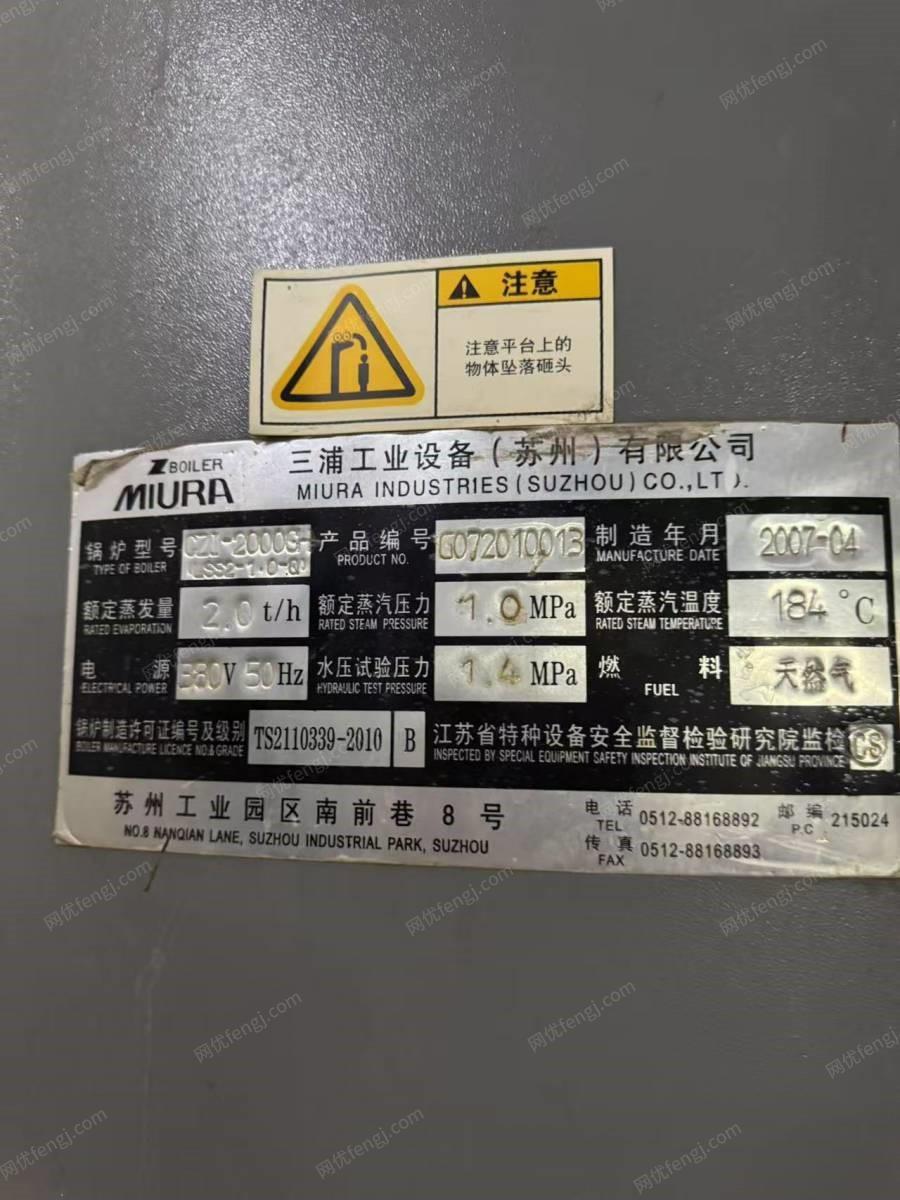 注意
注意平台上的
物体坠落砸头
Z BOILER
MIURA
三浦工业设备(苏州)有限公司
MIURA INDUSTRIES (SUZHOU) CO.,LT
锅炉型号
TYPE OF BOILER
产品编号
PRODUCT NO.
G072010013
制造年月
MANUFACTURE DATE
2007-04
额定蒸发量
RATED EVAPORATION
2.0 t/h
额定蒸汽压力
RATED STEAM PRESSURE
1.0 MPa
额定蒸汽温度
RATED STEAM TEMPERATURE
184 °C
电源
ELECTRICAL POWER
380V 50Hz
水压试验压力
HYDRAULIC TEST PRESSURE
1.4 MPa
燃料
FUEL
天然气
锅炉制造许可证编号及级别
BOILER MANUFACTURE LICENCE NO.& GRADE
TS2110339-2010
B
江苏省特种设备安全监督检验研究院监检
INSPECTED BY SPECIAL EQUIPMENT SAFETY INSPECTION INSTITUTE OF JIANGSU PROVINCE
CS
苏州工业园区南前巷 8 号
NO.8 NANQIAN LANE, SUZHOU INDUSTRIAL PARK, SUZHOU
电话
TEL
0512-88168892
邮编
P.C
215024
传真
FAX
0512-88168893
网优fengj.com